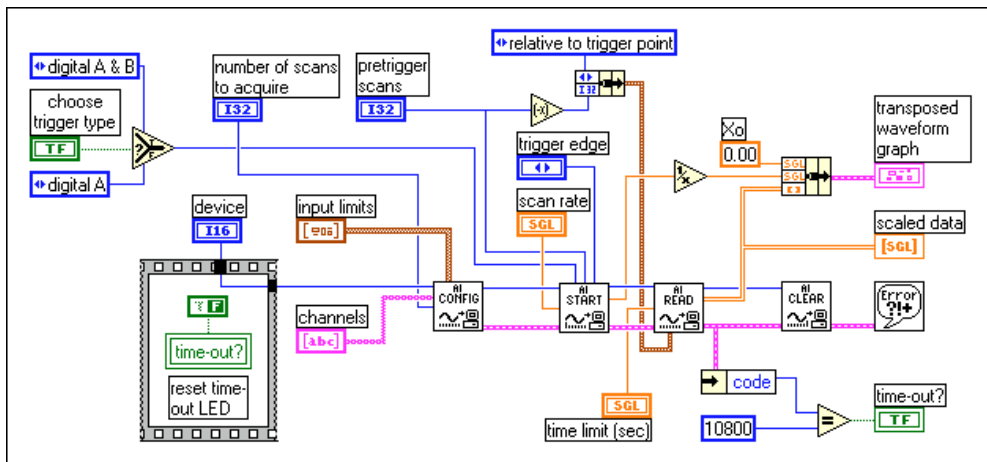 digital A & B
choose
trigger type
TF
digital A
? T
F
number of scans
to acquire
I32
pretrigger
scans
I32
relative to trigger point
I32
(-x)
trigger edge
scan rate
SGL
1/x
Xo
0.00
SGL
SGL
transposed
waveform
graph
scaled data
[SGL]
device
I16
input limits
channels
[abc]
F
time-out?
reset time-
out LED
AI
CONFIG
AI
START
AI
READ
AI
CLEAR
Error
?!+
SGL
time limit (sec)
code
10800
=
time-out?
TF